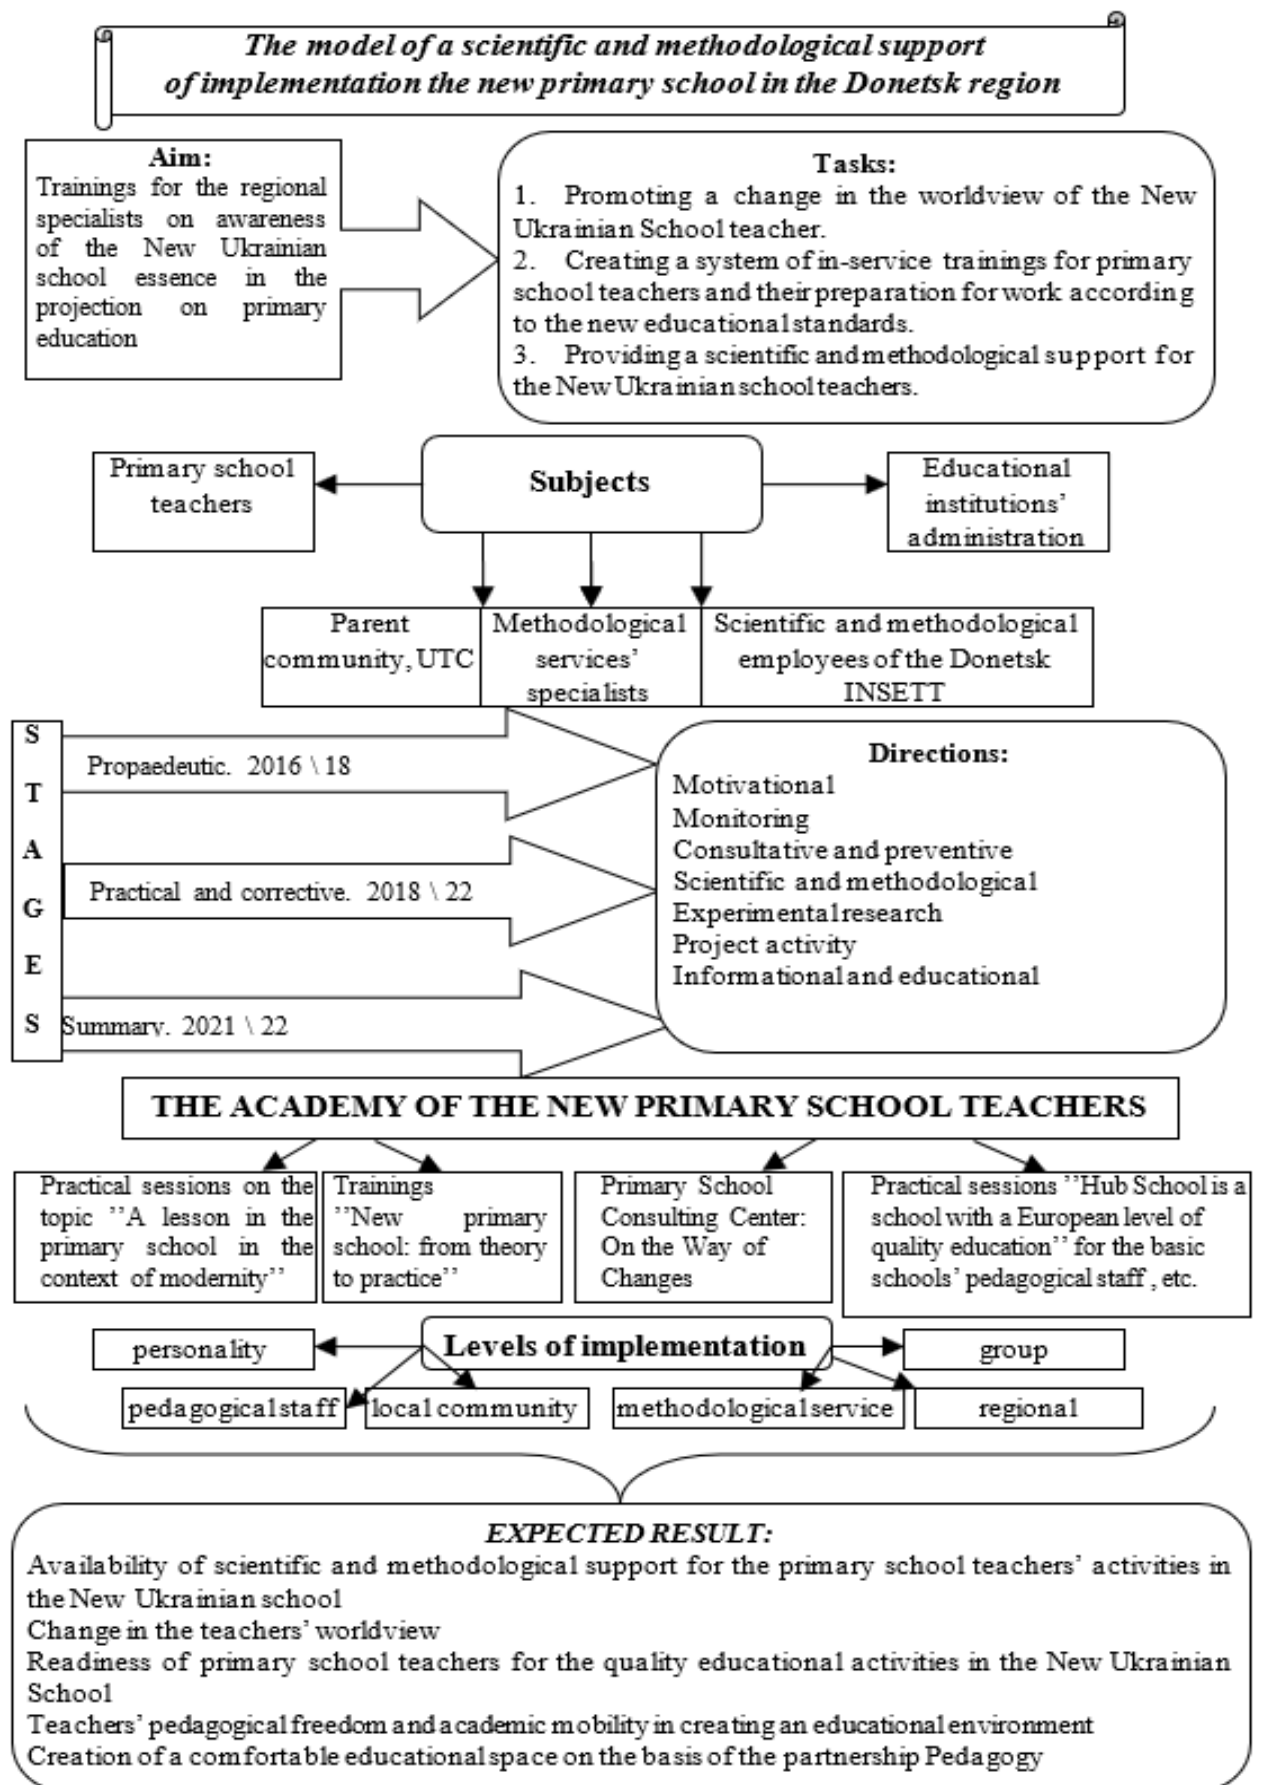 The model of a scientific and methodological support
of implementation the new primary school in the Donetsk region
Aim:
Trainings for the regional
specialists on awareness
of the New Ukrainian
school essence in the
projection on primary
education
Tasks:
1. Promoting a change in the worldview of the New
Ukrainian School teacher.
2. Creating a system of in-service trainings for primary
school teachers and their preparation for work according
to the new educational standards.
3. Providing a scientific and methodological support for
the New Ukrainian school teachers.
Primary school
teachers
Subjects
Educational
institutions’
administration
Parent
community, UTC
Methodological
services’
specialists
Scientific and methodological
employees of the Donetsk
INSETT
S
T
A
G
E
S
Propaedeutic. 2016 \ 18
Practical and corrective. 2018 \ 22
Summary. 2021 \ 22
Directions:
Motivational
Monitoring
Consultative and preventive
Scientific and methodological
Experimental research
Project activity
Informational and educational
THE ACADEMY OF THE NEW PRIMARY SCHOOL TEACHERS
Practical sessions on the
topic ’’A lesson in the
primary school in the
context of modernity’’
Trainings
’’New primary
school: from theory
to practice’’
Primary School
Consulting Center:
On the Way of
Changes
Practical sessions ’’Hub School is a
school with a European level of
quality education’’ for the basic
schools’ pedagogical staff , etc.
personality
Levels of implementation
group
pedagogical staff
local community
methodological service
regional
EXPECTED RESULT:
Availability of scientific and methodological support for the primary school teachers’ activities in
the New Ukrainian school
Change in the teachers’ worldview
Readiness of primary school teachers for the quality educational activities in the New Ukrainian
School
Teachers’ pedagogical freedom and academic mobility in creating an educational environment
Creation of a comfortable educational space on the basis of the partnership Pedagogy